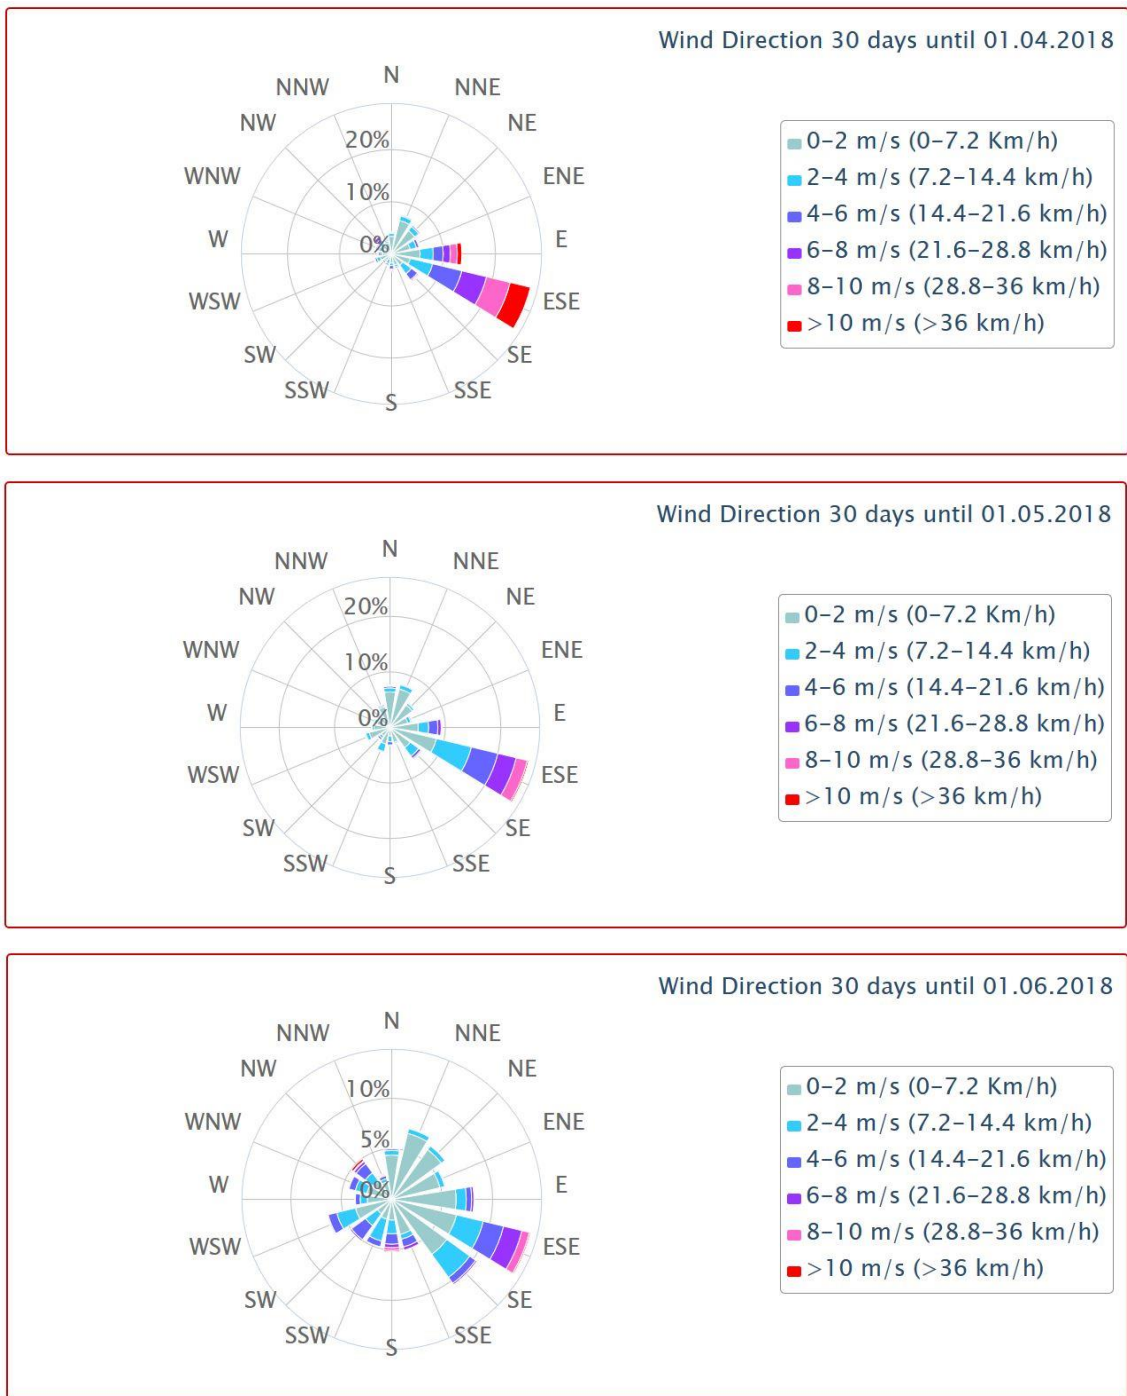 Wind Direction 30 days until 01.04.2018
N
NNW NNE
NW NE
WNW ENE
W E
WSW ESE
SW SE
SSW SSE
S
20%
10%
0%
0–2 m/s (0–7.2 Km/h)
2–4 m/s (7.2–14.4 km/h)
4–6 m/s (14.4–21.6 km/h)
6–8 m/s (21.6–28.8 km/h)
8–10 m/s (28.8–36 km/h)
>10 m/s (>36 km/h)
Wind Direction 30 days until 01.05.2018
N
NNW NNE
NW NE
WNW ENE
W E
WSW ESE
SW SE
SSW SSE
S
20%
10%
0%
0–2 m/s (0–7.2 Km/h)
2–4 m/s (7.2–14.4 km/h)
4–6 m/s (14.4–21.6 km/h)
6–8 m/s (21.6–28.8 km/h)
8–10 m/s (28.8–36 km/h)
>10 m/s (>36 km/h)
Wind Direction 30 days until 01.06.2018
N
NNW NNE
NW NE
WNW ENE
W E
WSW ESE
SW SE
SSW SSE
S
10%
5%
0%
0–2 m/s (0–7.2 Km/h)
2–4 m/s (7.2–14.4 km/h)
4–6 m/s (14.4–21.6 km/h)
6–8 m/s (21.6–28.8 km/h)
8–10 m/s (28.8–36 km/h)
>10 m/s (>36 km/h)